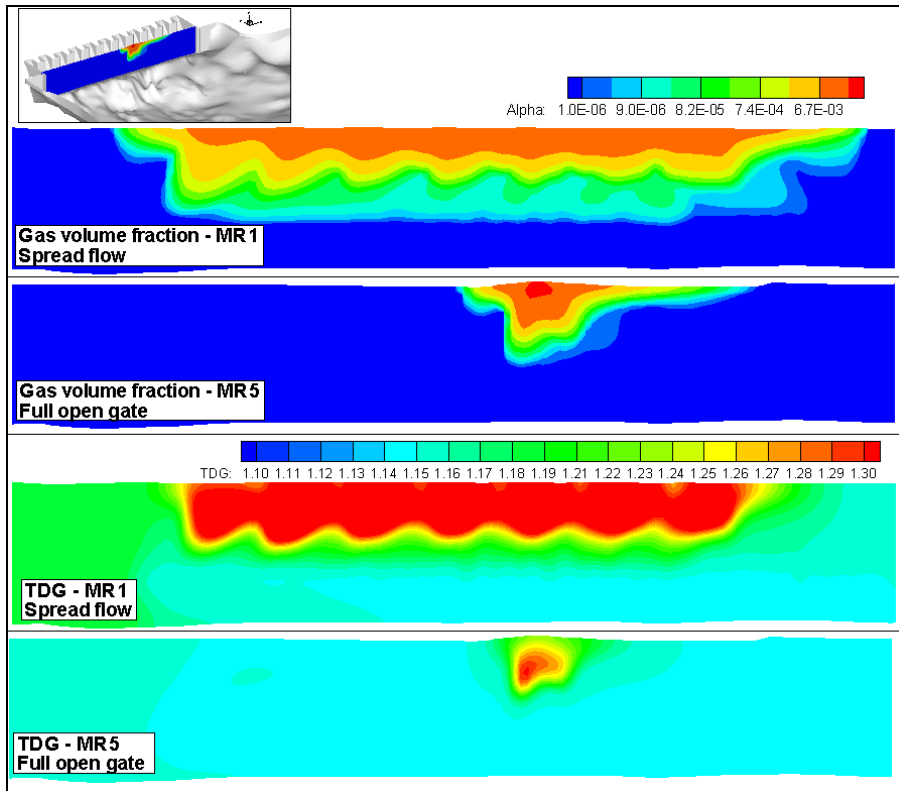 Alpha: 1.0E-06 9.0E-06 8.2E-05 7.4E-04 6.7E-03
Gas volume fraction - MR1
Spread flow
Gas volume fraction - MR5
Full open gate
TDG: 1.10 1.11 1.12 1.13 1.14 1.15 1.16 1.17 1.18 1.19 1.21 1.22 1.23 1.24 1.25 1.26 1.27 1.28 1.29 1.30
TDG - MR1
Spread flow
TDG - MR5
Full open gate